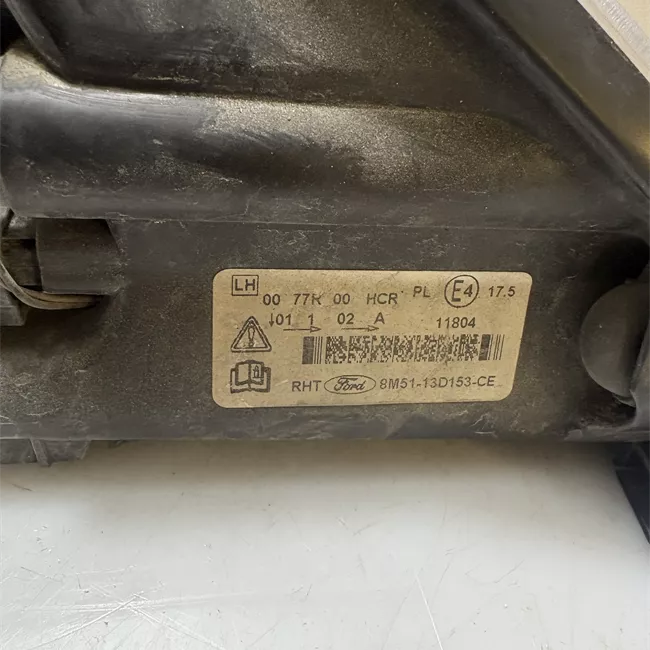 LH 00 77R 00 HCR PL E4 17.5
↓01 1 → 02 A → 11804
RHT Ford 8M51-13D153-CE